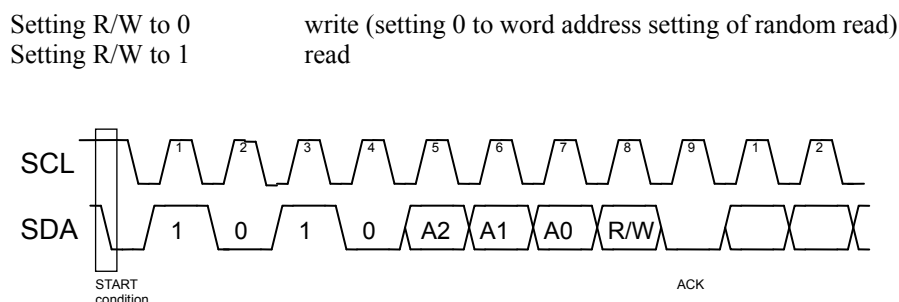 Setting R/W to 0 write (setting 0 to word address setting of random read)
Setting R/W to 1 read
SCL 1 2 3 4 5 6 7 8 9 1 2
SDA 1 0 1 0 A2 A1 A0 R/W
START ACK
condition